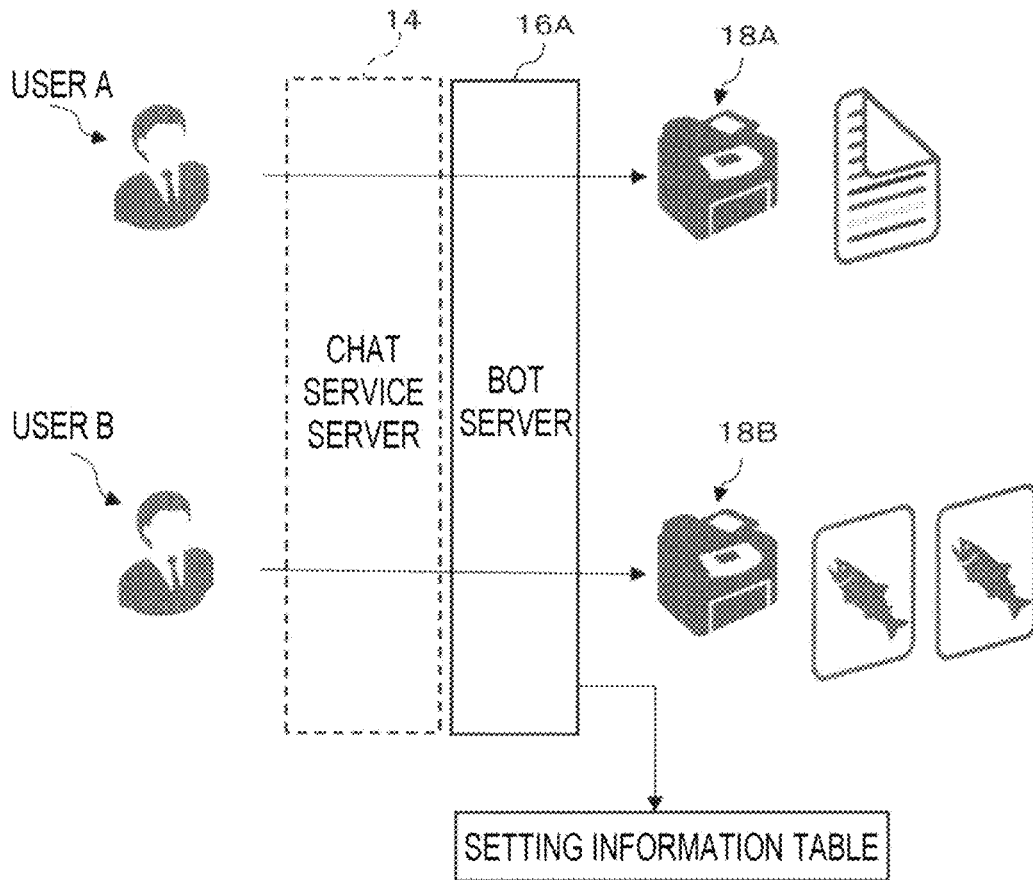 14
16A
18A
USER A
CHAT
SERVICE
SERVER
BOT
SERVER
USER B
18B
SETTING INFORMATION TABLE